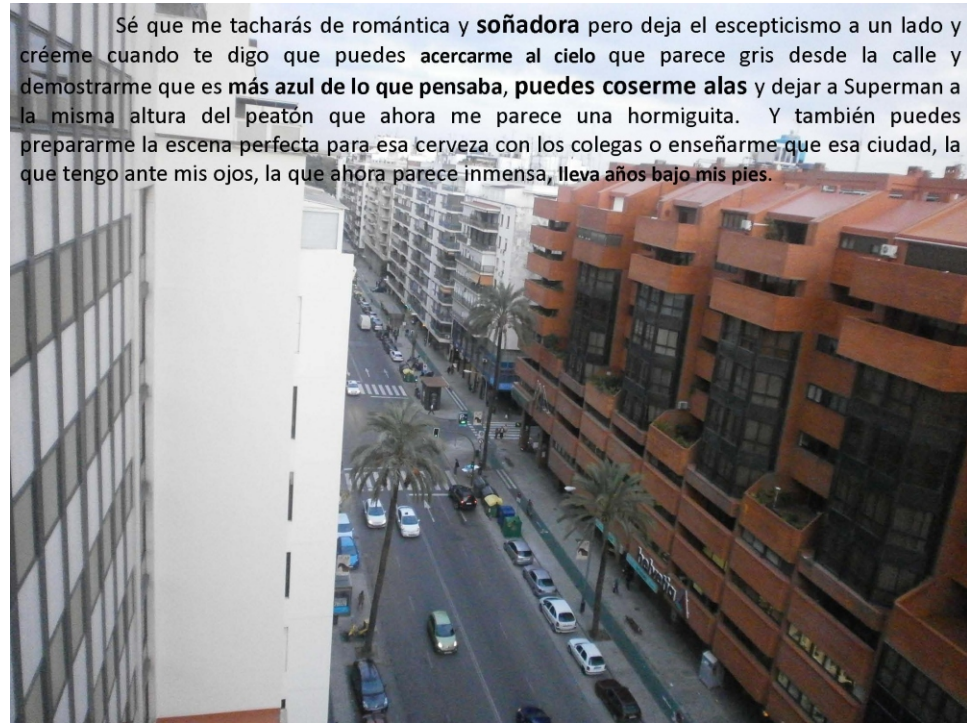 Sé que me tacharás de romántica y soñadora pero deja el escepticismo a un lado y
créeme cuando te digo que puedes acercarme al cielo que parece gris desde la calle y
demostrarme que es más azul de lo que pensaba, puedes coserme alas y dejar a Superman a
la misma altura del peatón que ahora me parece una hormiguita. Y también puedes
prepararme la escena perfecta para esa cerveza con los colegas o enseñarme que esa ciudad, la
que tengo ante mis ojos, la que ahora parece inmensa, lleva años bajo mis pies.
helvetia